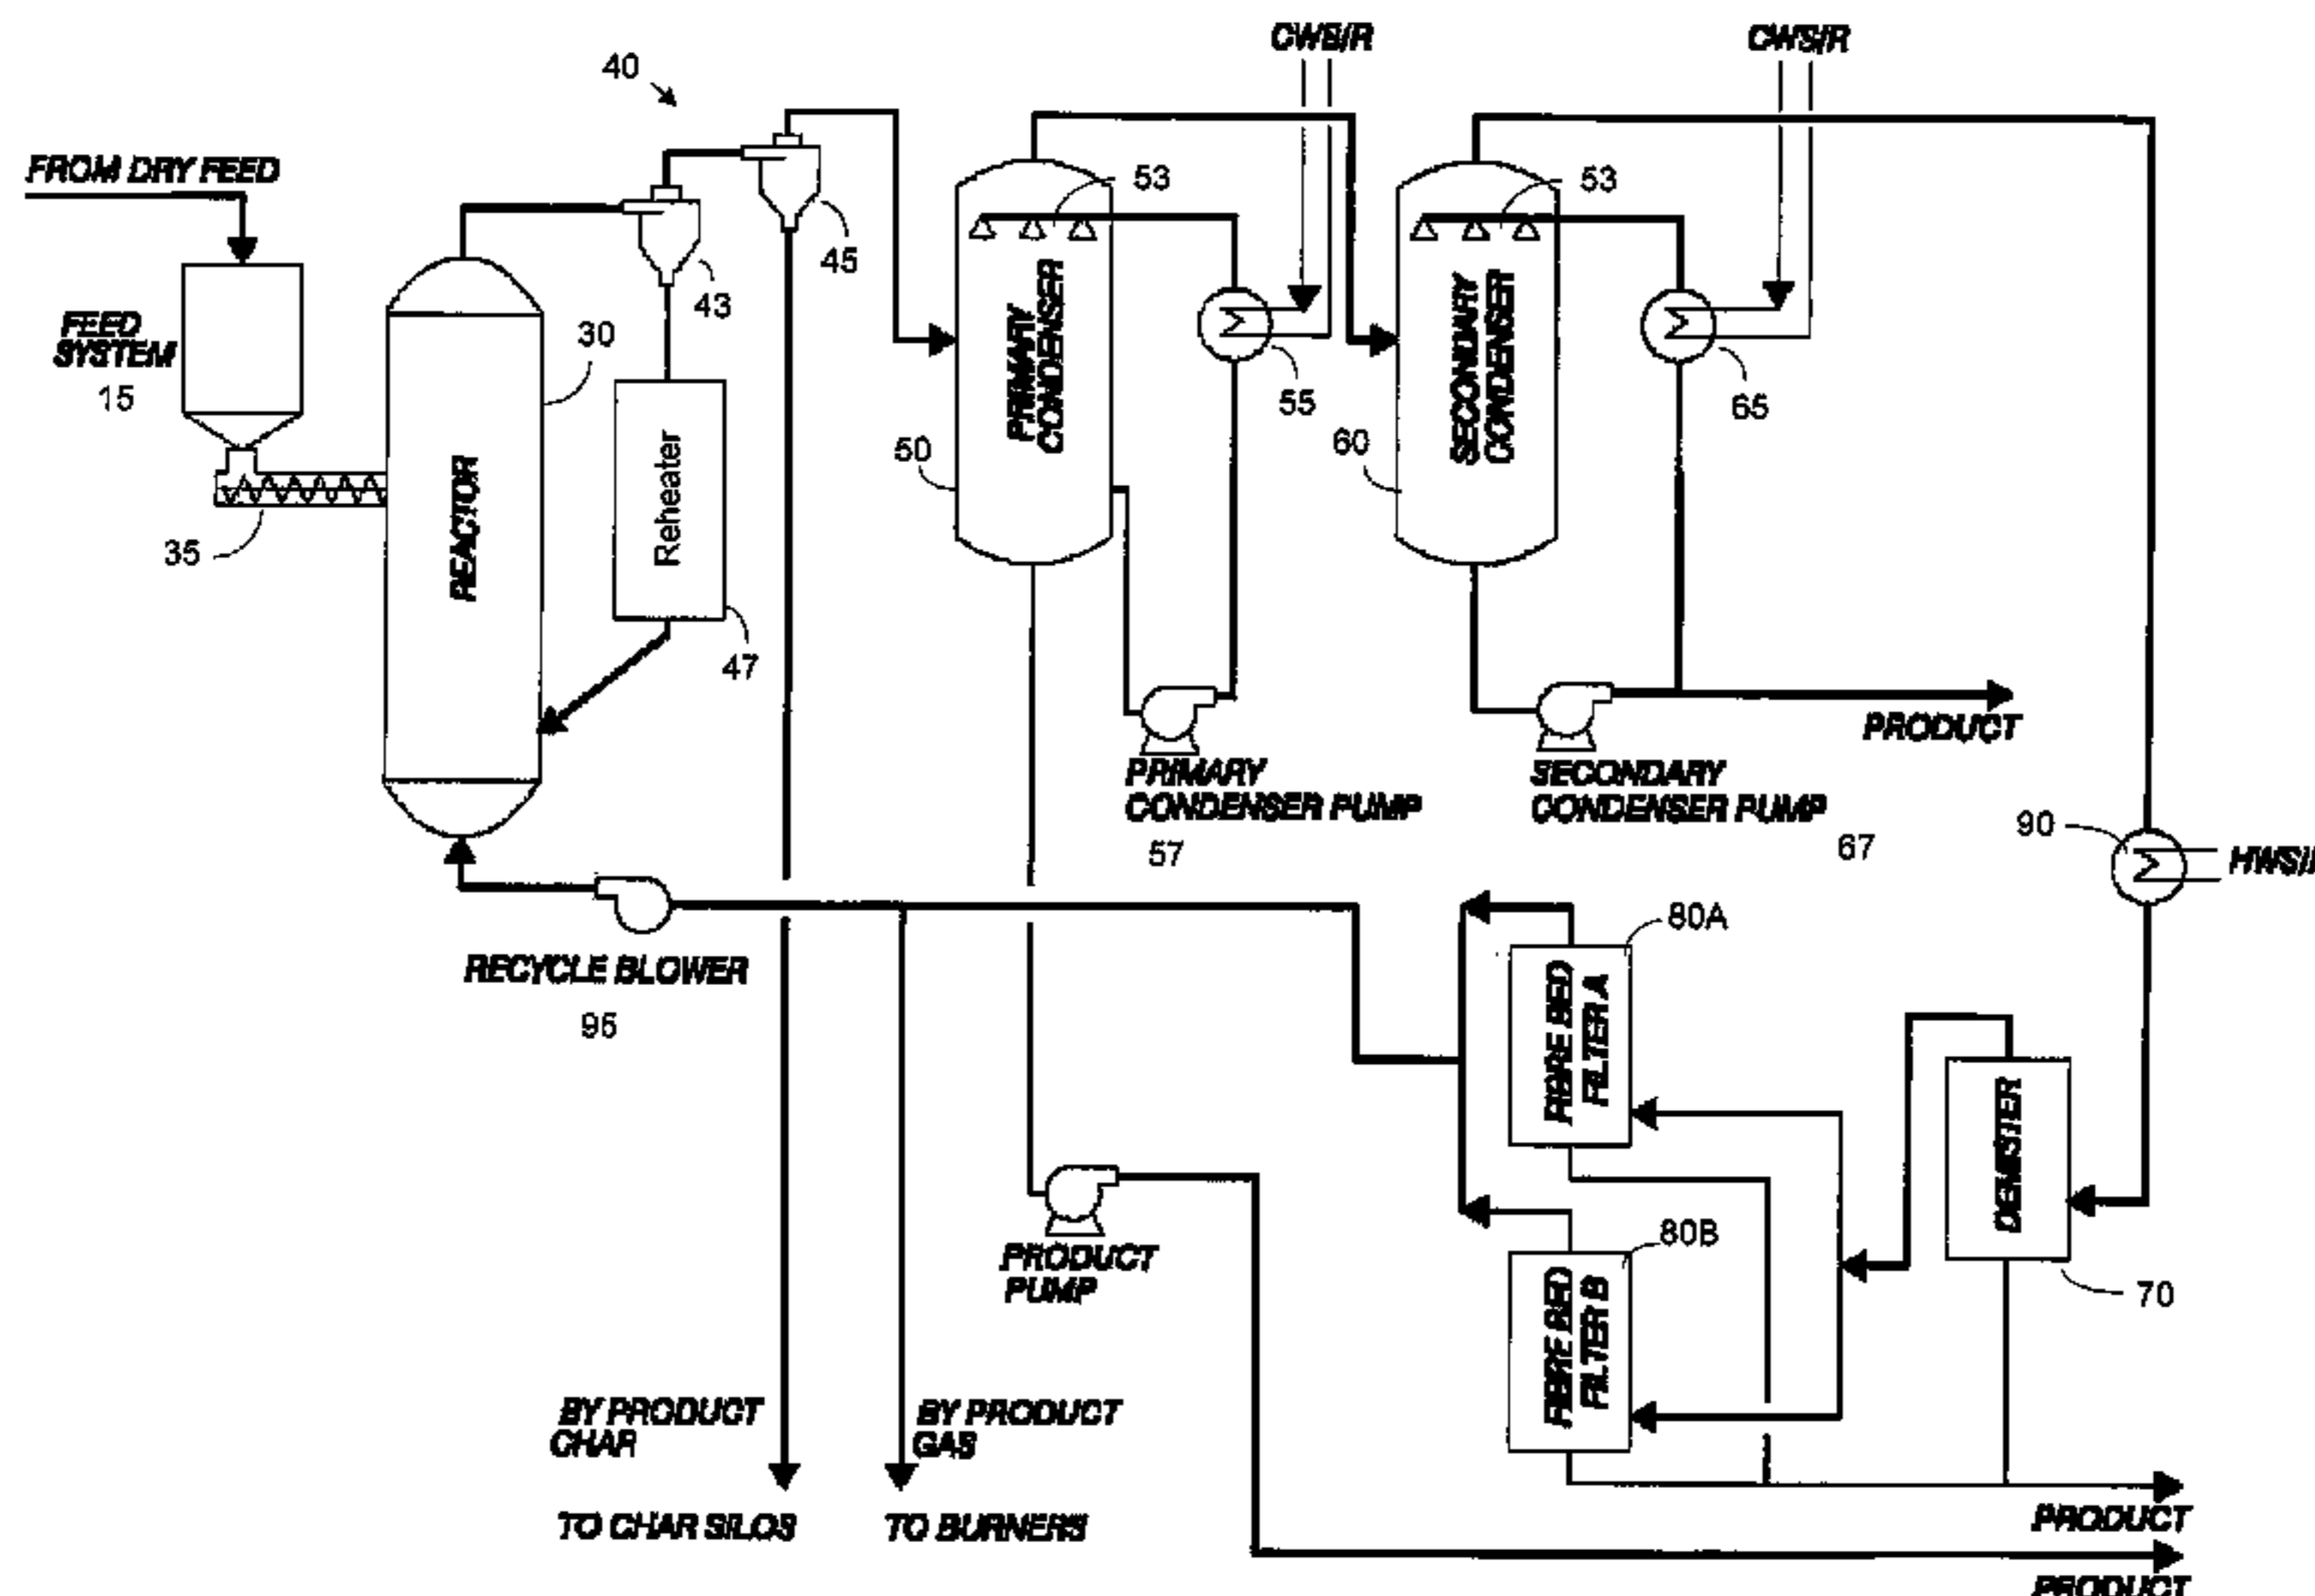 CWS/R
CWS/R
40
FROM DRY FEED
53
53
45
43
FEED
SYSTEM
15
30
PRIMARY
CONDENSER
SECONDARY
CONDENSER
55
65
50
60
REACTOR
Reheater
35
47
PRODUCT
PRIMARY
CONDENSER PUMP
57
SECONDARY
CONDENSER PUMP
67
90
80A
RECYCLE BLOWER
95
FIBRE BED
FILTER A
DEMISTER
PRODUCT
PUMP
80B
70
FIBRE BED
FILTER B
BY PRODUCT
CHAR
BY PRODUCT
GAS
TO CHAR SILOS
TO BURNERS
PRODUCT
PRODUCT